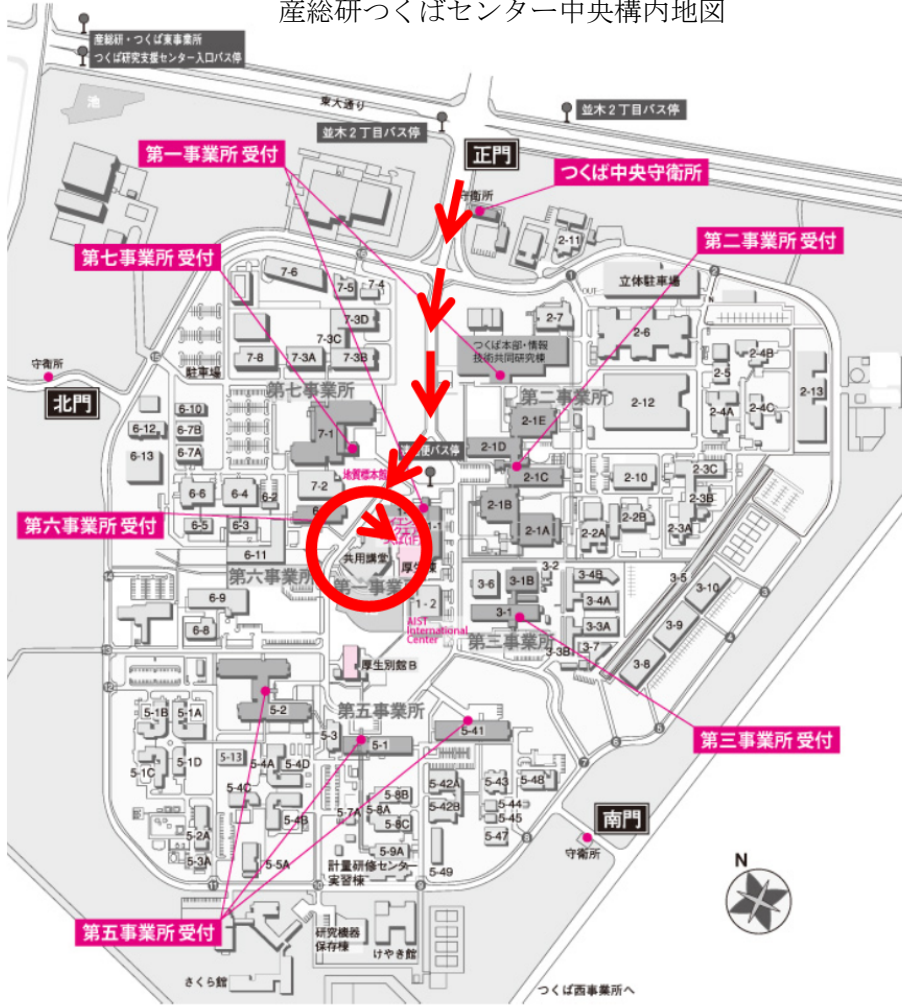 産総研つくばセンター中央構内地図
産総研・つくば東事業所
つくば研究支援センター入口バス停
池
東大通り
並木2丁目バス停
並木2丁目バス停
第一事業所 受付
正門
つくば中央守衛所
守衛所
2-11
第二事業所 受付
第七事業所 受付
7-6
7-5
7-4
立体駐車場
OUT
IN
7-3D
7-3C
2-7
2-6
つくば本部・情報
技術共同研究棟
7-8
7-3A
7-3B
2-4B
2-5
守衛所
駐車場
第七事業所
第二事業所
2-12
2-13
北門
6-10
6-12
6-7B
7-1
2-1E
2-4A
2-4C
6-13
6-7A
2-1D
便バス停
地質標本館
2-1C
2-10
2-3C
6-6
6-4
6-2
7-2
2-1B
2-3B
第六事業所 受付
6-5
6-3
2-1A
2-2A
2-2B
2-3A
6-11
共用講堂
厚生棟
第六事業所
第一事業
3-6
3-1B
3-2
3-4B
3-5
3-10
6-9
1-2
3-1
3-4A
3-9
6-8
AIST
International
Center
第三事業所
3-3A
3-3B
3-7
3-8
厚生別館B
5-1B
5-1A
5-2
第五事業所
5-3
5-1
5-41
第三事業所 受付
5-1C
5-1D
5-13
5-4A
5-4D
5-4C
5-42A
5-43
5-48
5-8B
5-7A
5-8A
5-42B
5-44
5-45
南門
5-2A
5-4B
5-8C
5-47
5-3A
5-5A
5-9A
5-49
守衛所
計量研修センター
実習棟
N
第五事業所 受付
研究機器
保存棟
けやき館
さくら館
つくば西事業所へ